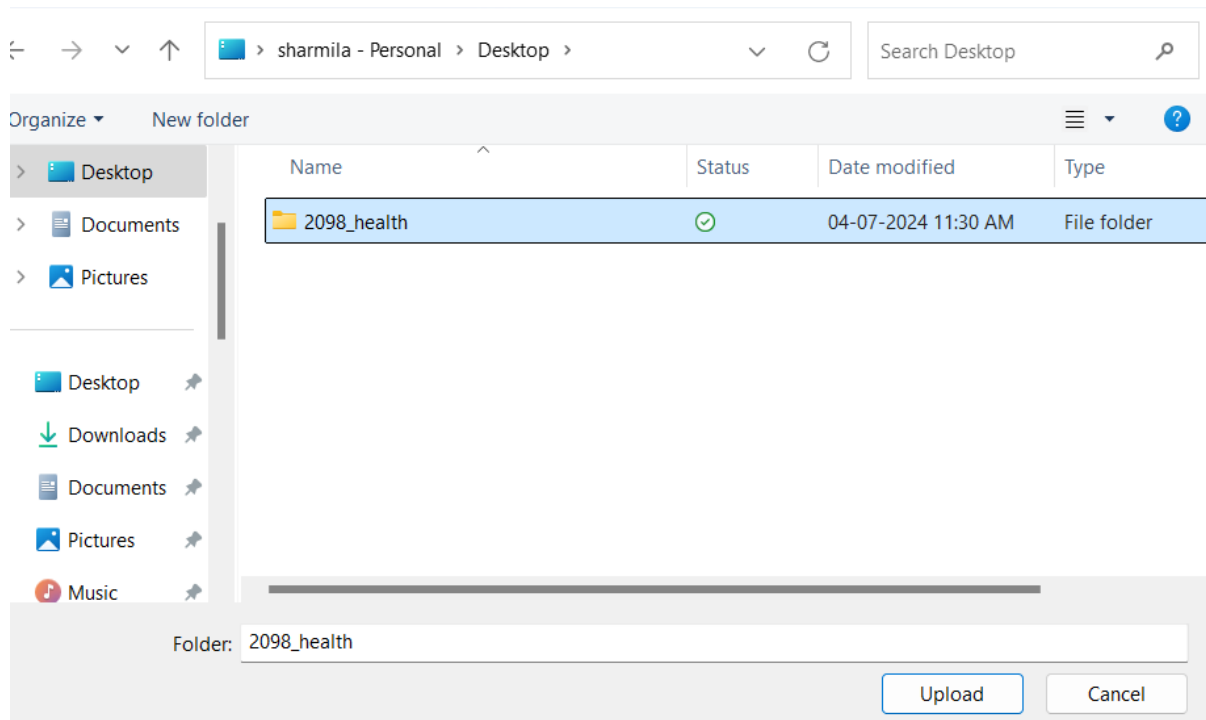 sharmila - Personal > Desktop >
Search Desktop
Organize
New folder
Name
Status
Date modified
Type
Desktop
Documents
Pictures
2098_health
04-07-2024 11:30 AM
File folder
Desktop
Downloads
Documents
Pictures
Music
Folder: 2098_health
Upload
Cancel